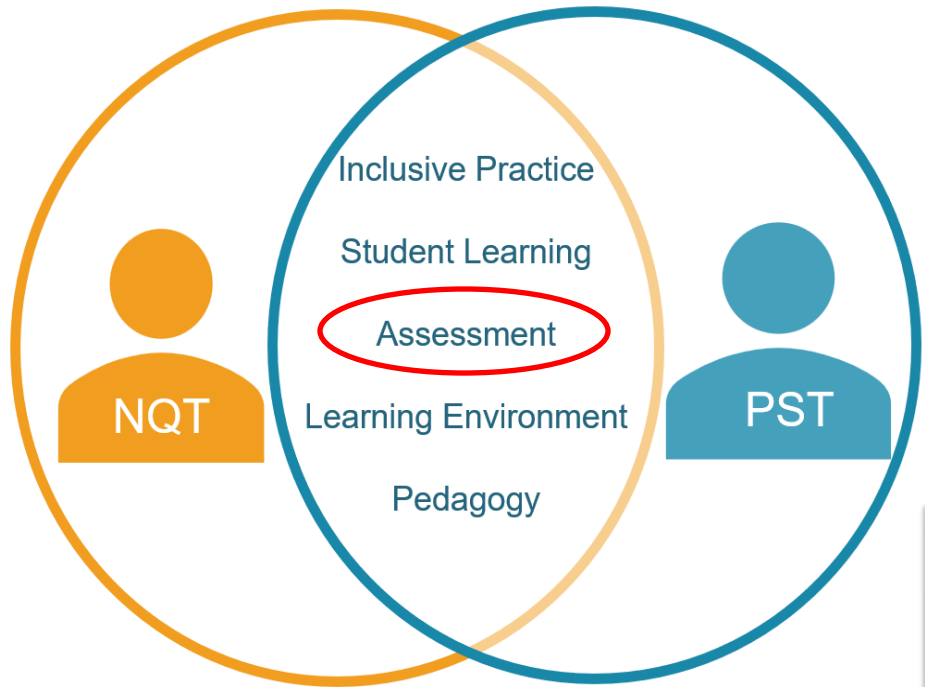 Inclusive Practice
Student Learning
Assessment
NQT
Learning Environment
PST
Pedagogy